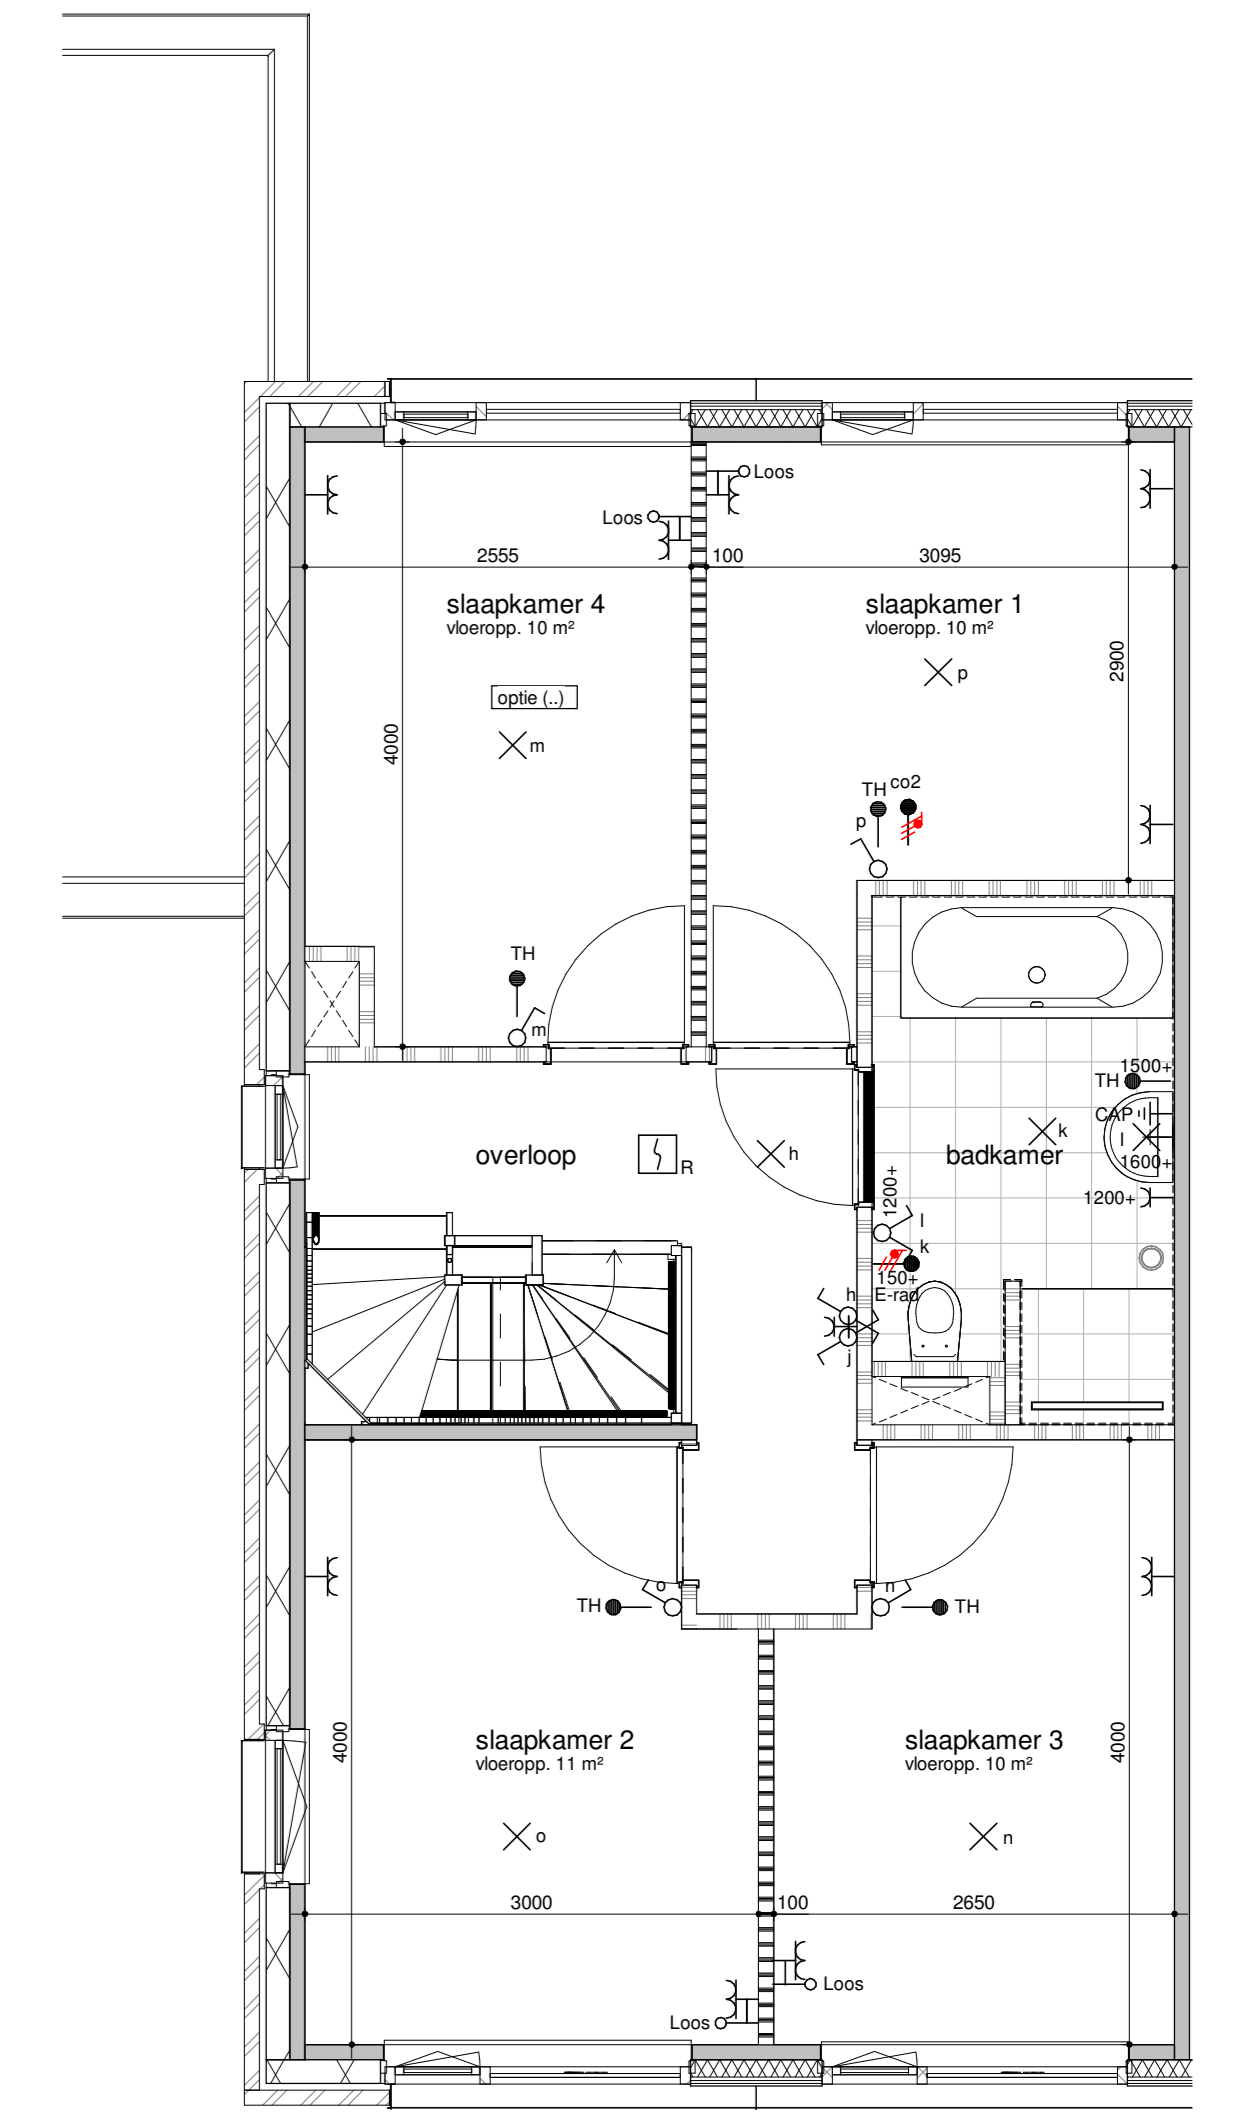 Loos
Loos
2555
100
3095
slaapkamer 4
vloeropp. 10 m²
slaapkamer 1
vloeropp. 10 m²
2900
p
optie (..)
4000
m
TH
co2
p
TH
m
1500+
TH
CAP
k
l
overloop
R
h
badkamer
1600+
1200+
1200+
l
k
150+
h
E-rad
j
o
n
TH
TH
slaapkamer 2
vloeropp. 11 m²
slaapkamer 3
vloeropp. 10 m²
4000
4000
o
n
3000
100
2650
Loos
Loos